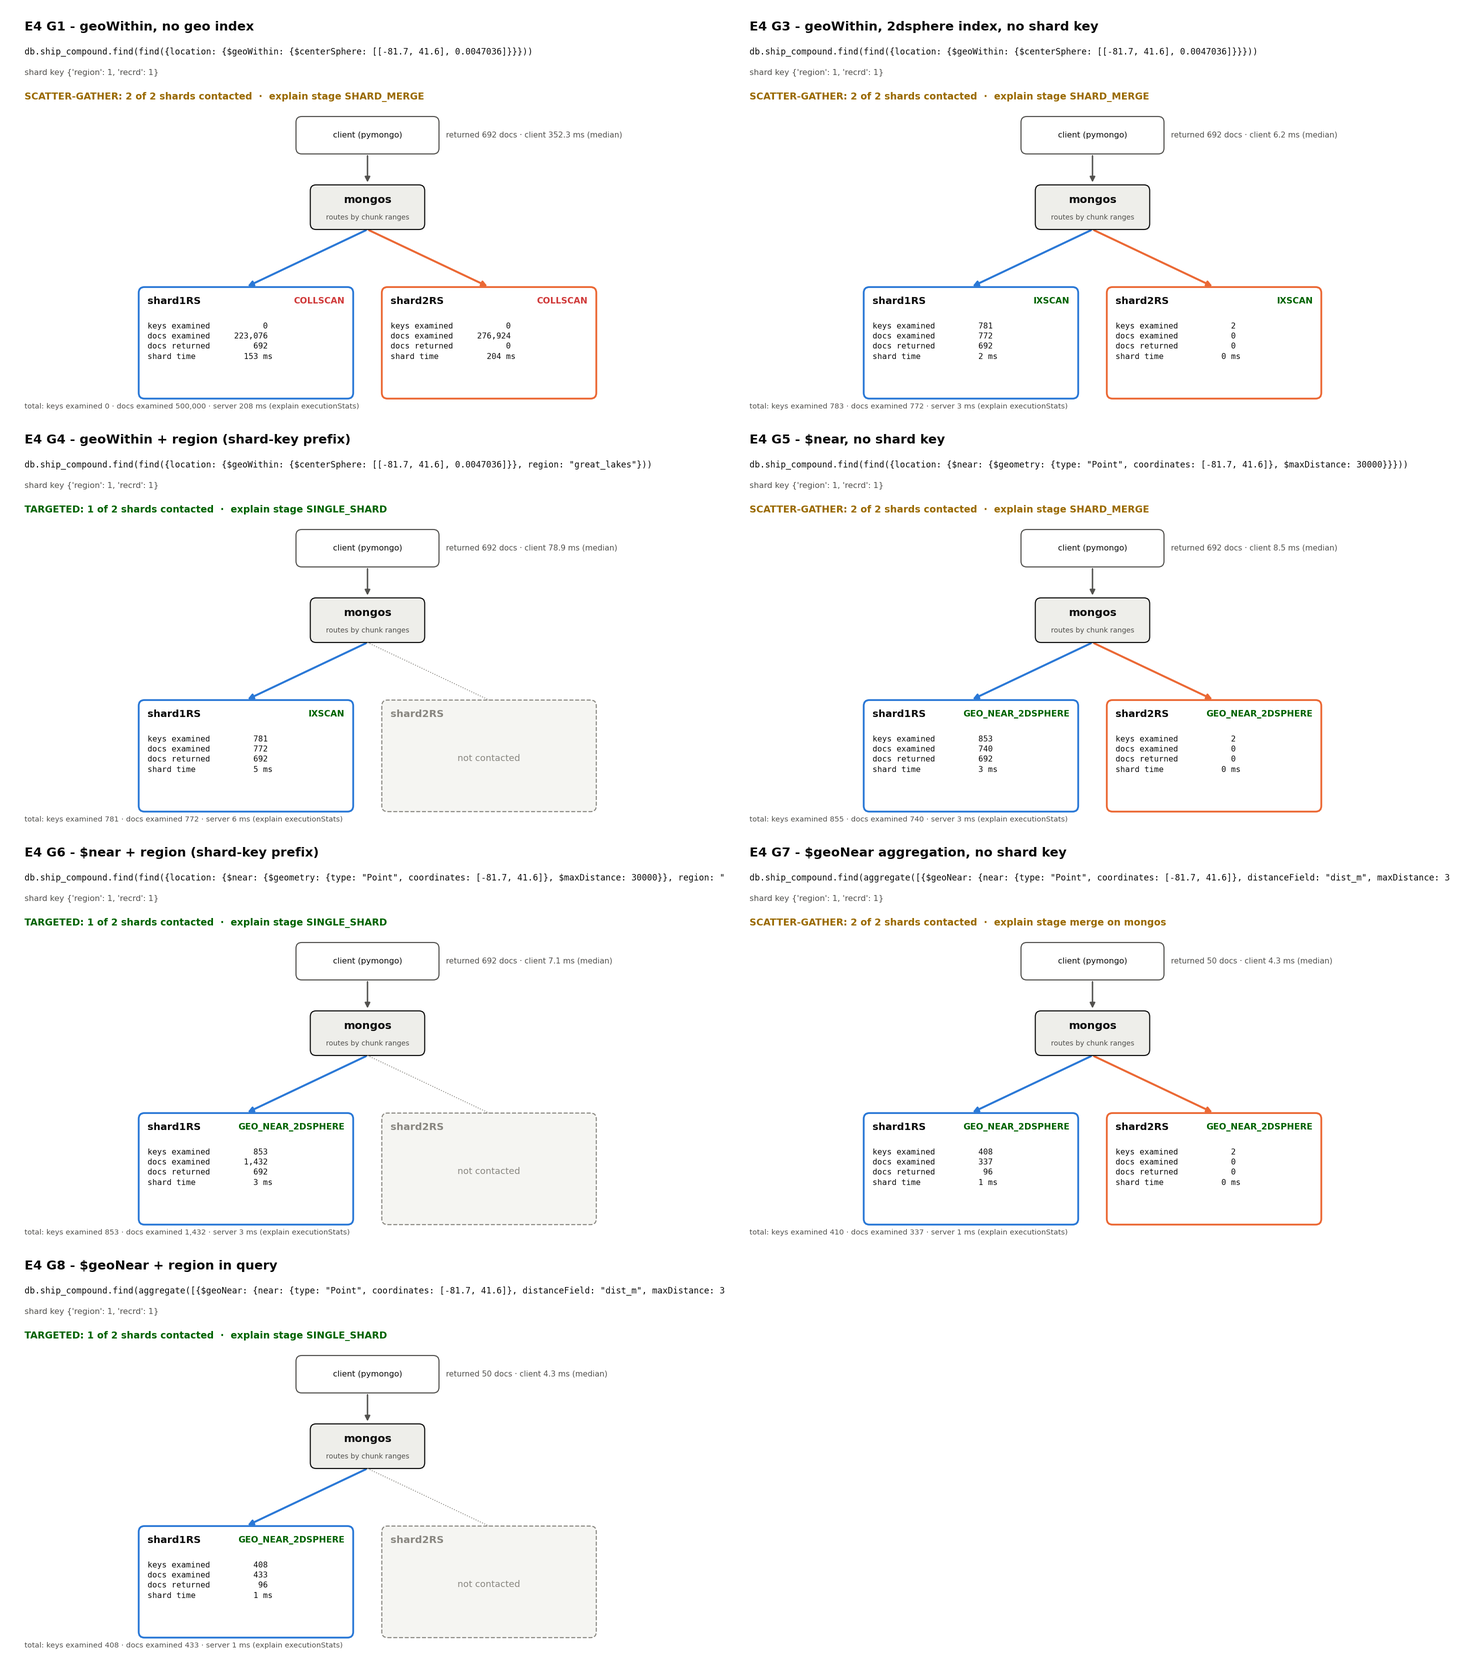 E4 G1 - geoWithin, no geo index
db.ship_compound.find(find({location: {$geoWithin: {$centerSphere: [[-81.7, 41.6], 0.0047036]}}}))
shard key {'region': 1, 'recrd': 1}
SCATTER-GATHER: 2 of 2 shards contacted · explain stage SHARD_MERGE
client (pymongo)
returned 692 docs · client 352.3 ms (median)
mongos
routes by chunk ranges
shard1RS COLLSCAN
keys examined 0
docs examined 223,076
docs returned 692
shard time 153 ms
shard2RS COLLSCAN
keys examined 0
docs examined 276,924
docs returned 0
shard time 204 ms
total: keys examined 0 · docs examined 500,000 · server 208 ms (explain executionStats)
E4 G3 - geoWithin, 2dsphere index, no shard key
db.ship_compound.find(find({location: {$geoWithin: {$centerSphere: [[-81.7, 41.6], 0.0047036]}}}))
shard key {'region': 1, 'recrd': 1}
SCATTER-GATHER: 2 of 2 shards contacted · explain stage SHARD_MERGE
client (pymongo)
returned 692 docs · client 6.2 ms (median)
mongos
routes by chunk ranges
shard1RS IXSCAN
keys examined 781
docs examined 772
docs returned 692
shard time 2 ms
shard2RS IXSCAN
keys examined 2
docs examined 0
docs returned 0
shard time 0 ms
total: keys examined 783 · docs examined 772 · server 3 ms (explain executionStats)
E4 G4 - geoWithin + region (shard-key prefix)
db.ship_compound.find(find({location: {$geoWithin: {$centerSphere: [[-81.7, 41.6], 0.0047036]}}, region: "great_lakes"}))
shard key {'region': 1, 'recrd': 1}
TARGETED: 1 of 2 shards contacted · explain stage SINGLE_SHARD
client (pymongo)
returned 692 docs · client 78.9 ms (median)
mongos
routes by chunk ranges
shard1RS IXSCAN
keys examined 781
docs examined 772
docs returned 692
shard time 5 ms
shard2RS
not contacted
total: keys examined 781 · docs examined 772 · server 6 ms (explain executionStats)
E4 G5 - $near, no shard key
db.ship_compound.find(find({location: {$near: {$geometry: {type: "Point", coordinates: [-81.7, 41.6]}, $maxDistance: 30000}}}))
shard key {'region': 1, 'recrd': 1}
SCATTER-GATHER: 2 of 2 shards contacted · explain stage SHARD_MERGE
client (pymongo)
returned 692 docs · client 8.5 ms (median)
mongos
routes by chunk ranges
shard1RS GEO_NEAR_2DSPHERE
keys examined 853
docs examined 740
docs returned 692
shard time 3 ms
shard2RS GEO_NEAR_2DSPHERE
keys examined 2
docs examined 0
docs returned 0
shard time 0 ms
total: keys examined 855 · docs examined 740 · server 3 ms (explain executionStats)
E4 G6 - $near + region (shard-key prefix)
db.ship_compound.find(find({location: {$near: {$geometry: {type: "Point", coordinates: [-81.7, 41.6]}, $maxDistance: 30000}}, region: "
shard key {'region': 1, 'recrd': 1}
TARGETED: 1 of 2 shards contacted · explain stage SINGLE_SHARD
client (pymongo)
returned 692 docs · client 7.1 ms (median)
mongos
routes by chunk ranges
shard1RS GEO_NEAR_2DSPHERE
keys examined 853
docs examined 1,432
docs returned 692
shard time 3 ms
shard2RS
not contacted
total: keys examined 853 · docs examined 1,432 · server 3 ms (explain executionStats)
E4 G7 - $geoNear aggregation, no shard key
db.ship_compound.find(aggregate([{$geoNear: {near: {type: "Point", coordinates: [-81.7, 41.6]}, distanceField: "dist_m", maxDistance: 3
shard key {'region': 1, 'recrd': 1}
SCATTER-GATHER: 2 of 2 shards contacted · explain stage merge on mongos
client (pymongo)
returned 50 docs · client 4.3 ms (median)
mongos
routes by chunk ranges
shard1RS GEO_NEAR_2DSPHERE
keys examined 408
docs examined 337
docs returned 96
shard time 1 ms
shard2RS GEO_NEAR_2DSPHERE
keys examined 2
docs examined 0
docs returned 0
shard time 0 ms
total: keys examined 410 · docs examined 337 · server 1 ms (explain executionStats)
E4 G8 - $geoNear + region in query
db.ship_compound.find(aggregate([{$geoNear: {near: {type: "Point", coordinates: [-81.7, 41.6]}, distanceField: "dist_m", maxDistance: 3
shard key {'region': 1, 'recrd': 1}
TARGETED: 1 of 2 shards contacted · explain stage SINGLE_SHARD
client (pymongo)
returned 50 docs · client 4.3 ms (median)
mongos
routes by chunk ranges
shard1RS GEO_NEAR_2DSPHERE
keys examined 408
docs examined 433
docs returned 96
shard time 1 ms
shard2RS
not contacted
total: keys examined 408 · docs examined 433 · server 1 ms (explain executionStats)